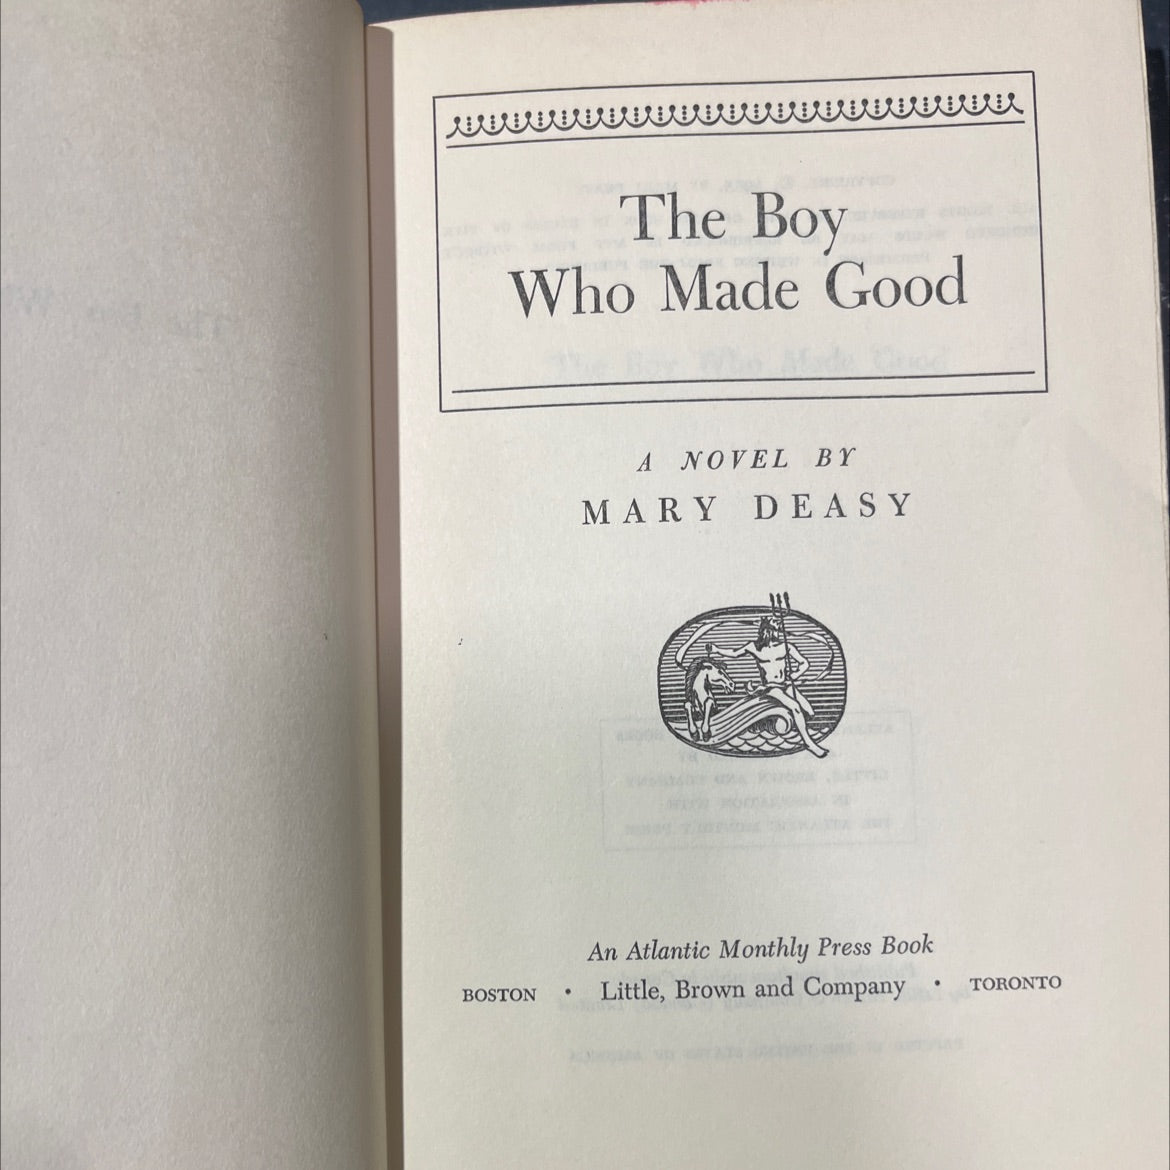 The Boy
Who Made Good
A NOVEL BY
MARY DEASY
An Atlantic Monthly Press Book
BOSTON • Little, Brown and Company • TORONTO